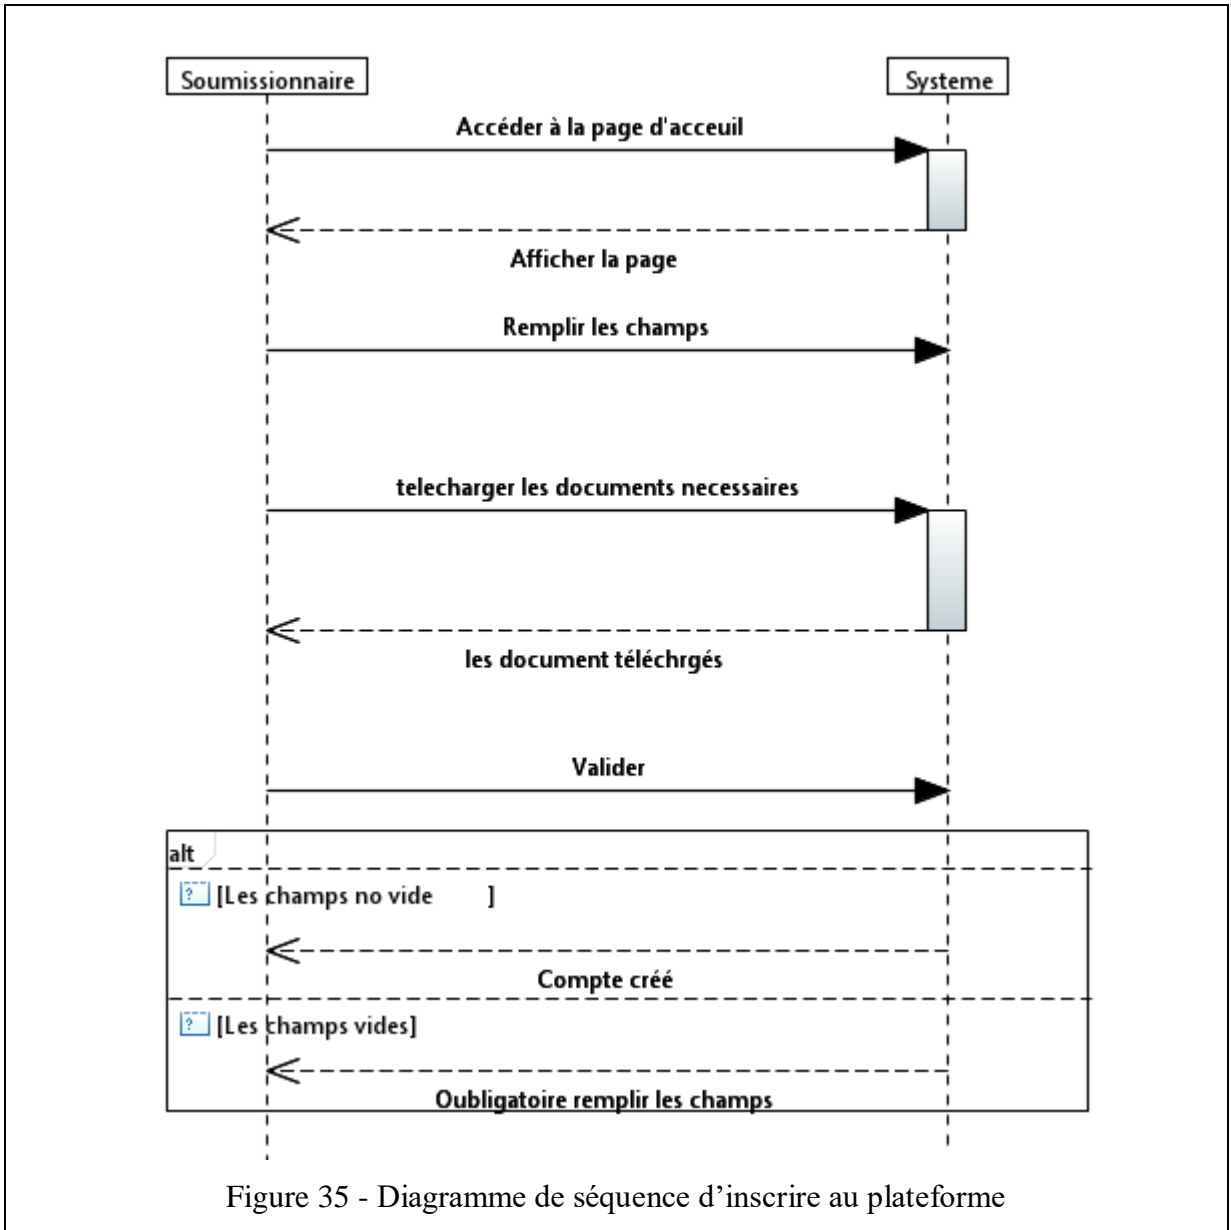 Soumissionnaire
Systeme
Accéder à la page d'acceuil
Afficher la page
Remplir les champs
telecharger les documents necessaires
les document téléchrgés
Valider
alt
[Les champs no vide ]
Compte créé
[Les champs vides]
Oubligatoire remplir les champs
Figure 35 - Diagramme de séquence d’inscrire au plateforme